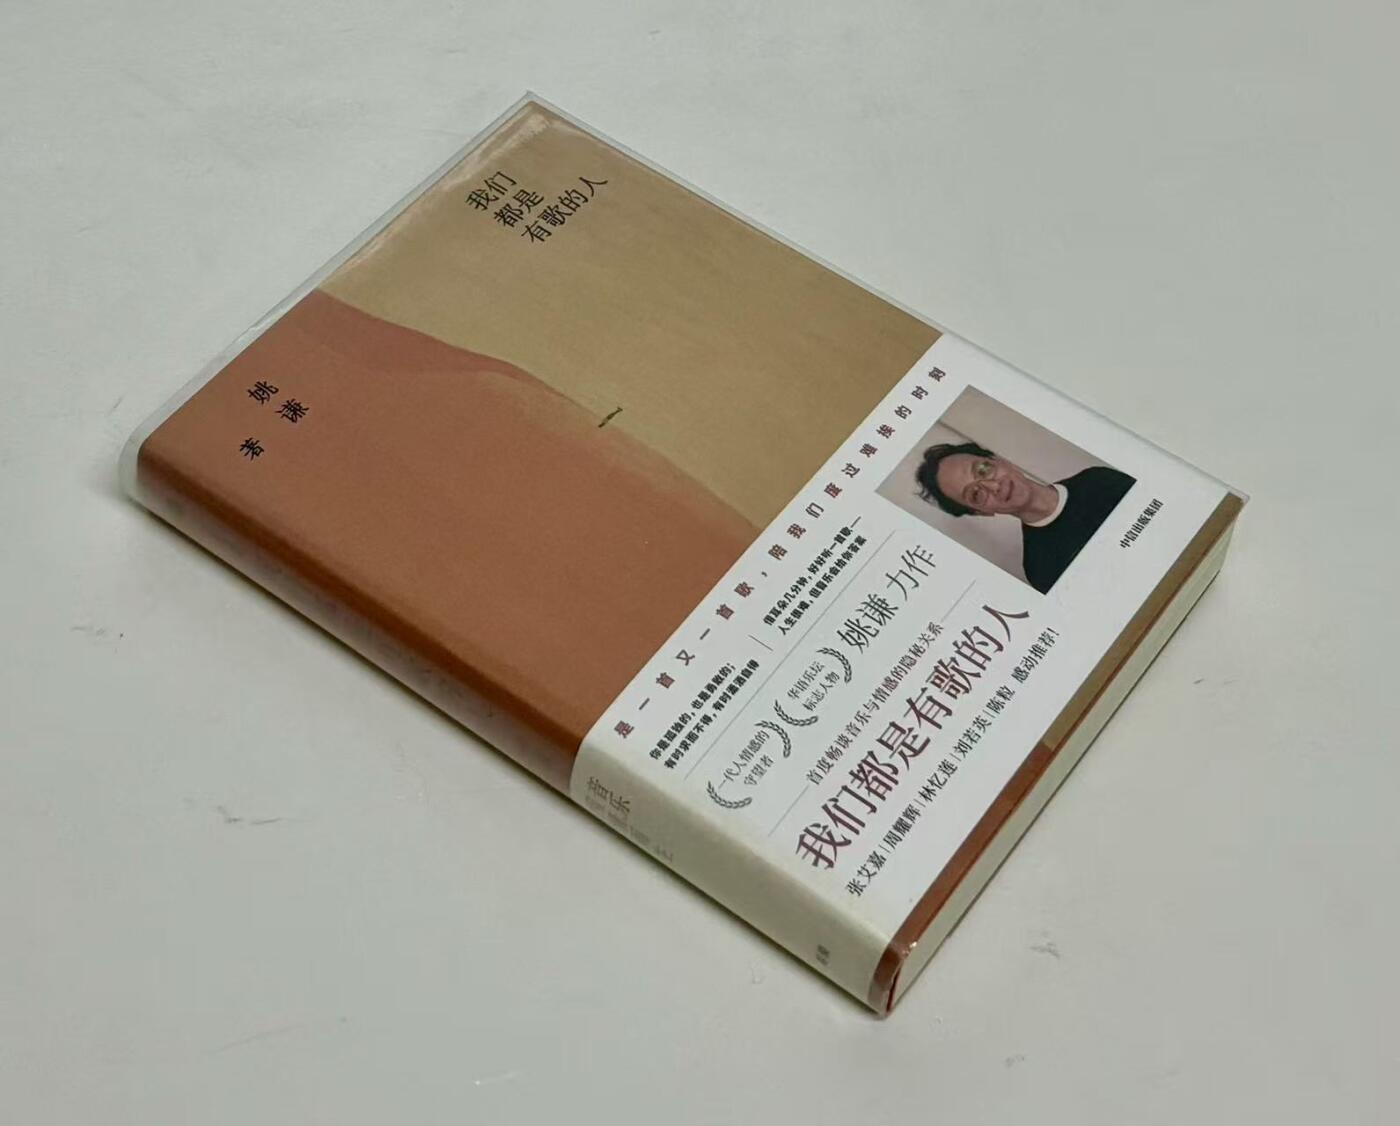 我们
都是
有歌的人
姚
谦
著
是一首又一首歌，陪我们度过难挨的时刻
你是孤独的，也是勇敢的；
有时求而不得，有时潇洒自得
借耳朵几分钟，好好听一首歌—
人生很难，但音乐会给你答案
一代人情感的
守望者
华语乐坛
标志人物
姚谦 力作
首度畅谈音乐与情感的隐秘关系
我们都是有歌的人
张艾嘉|周耀辉|林忆莲|刘若英|陈粒 感动推荐！
中信出版集团
音乐